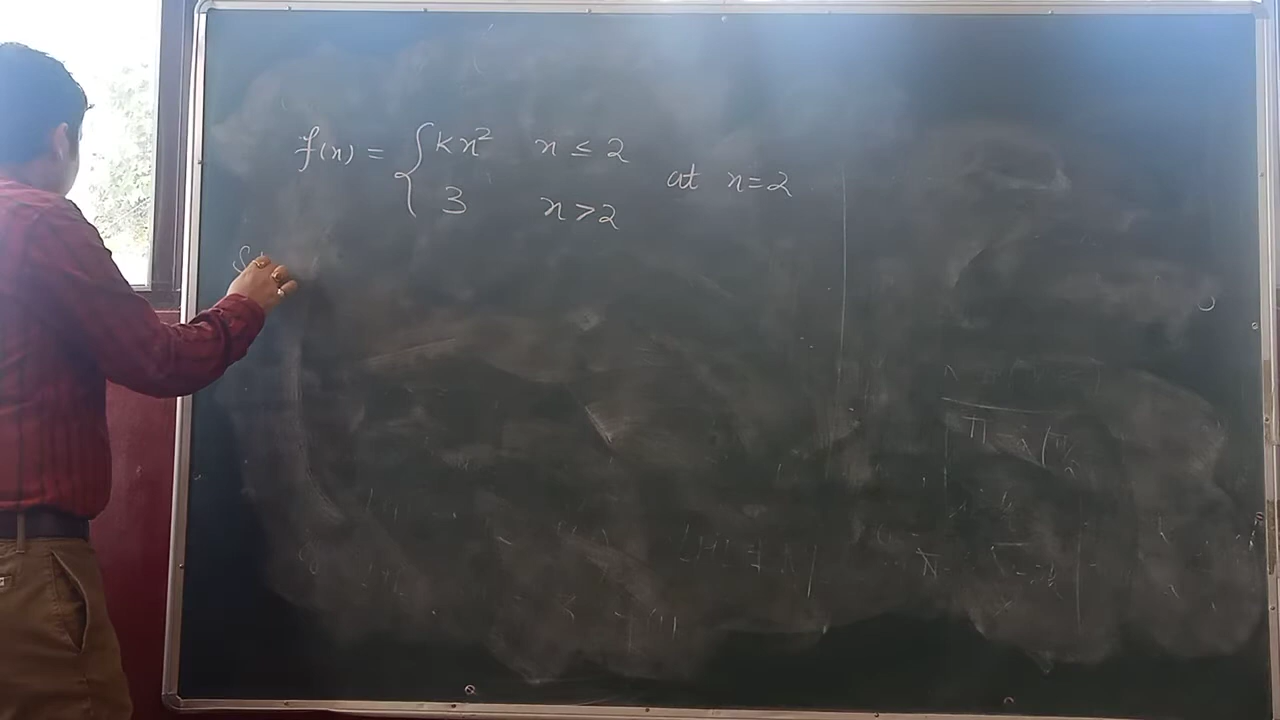 f(x) = { kx² x ≤ 2
3 x > 2
at x = 2